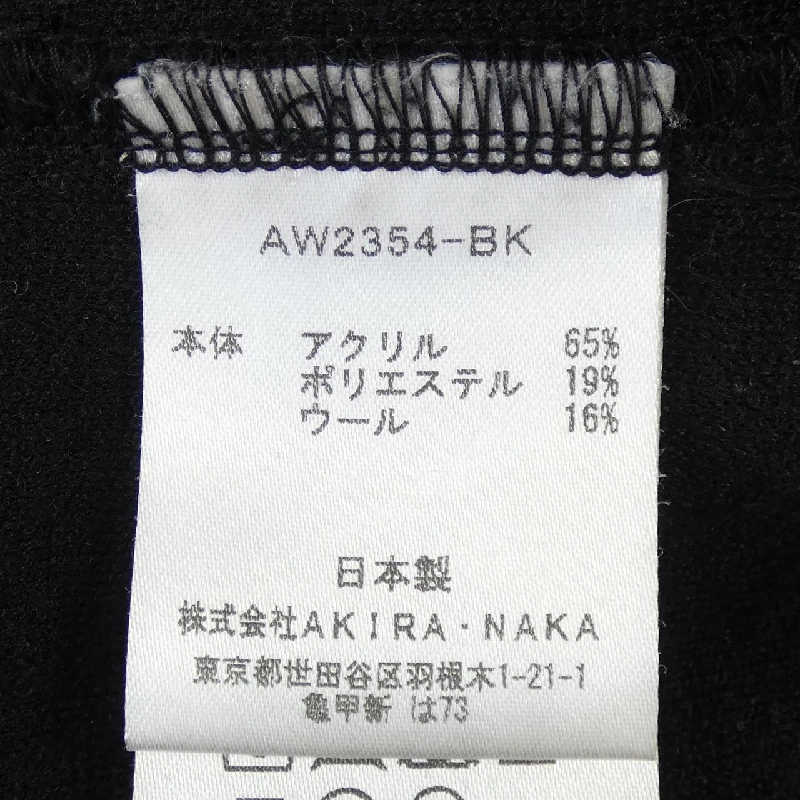 AW2354-BK
本体 アクリル 65%
ポリエステル 19%
ウール 16%
日本製
株式会社AKIRA・NAKA
東京都世田谷区羽根木1-21-1
亀甲新 は73